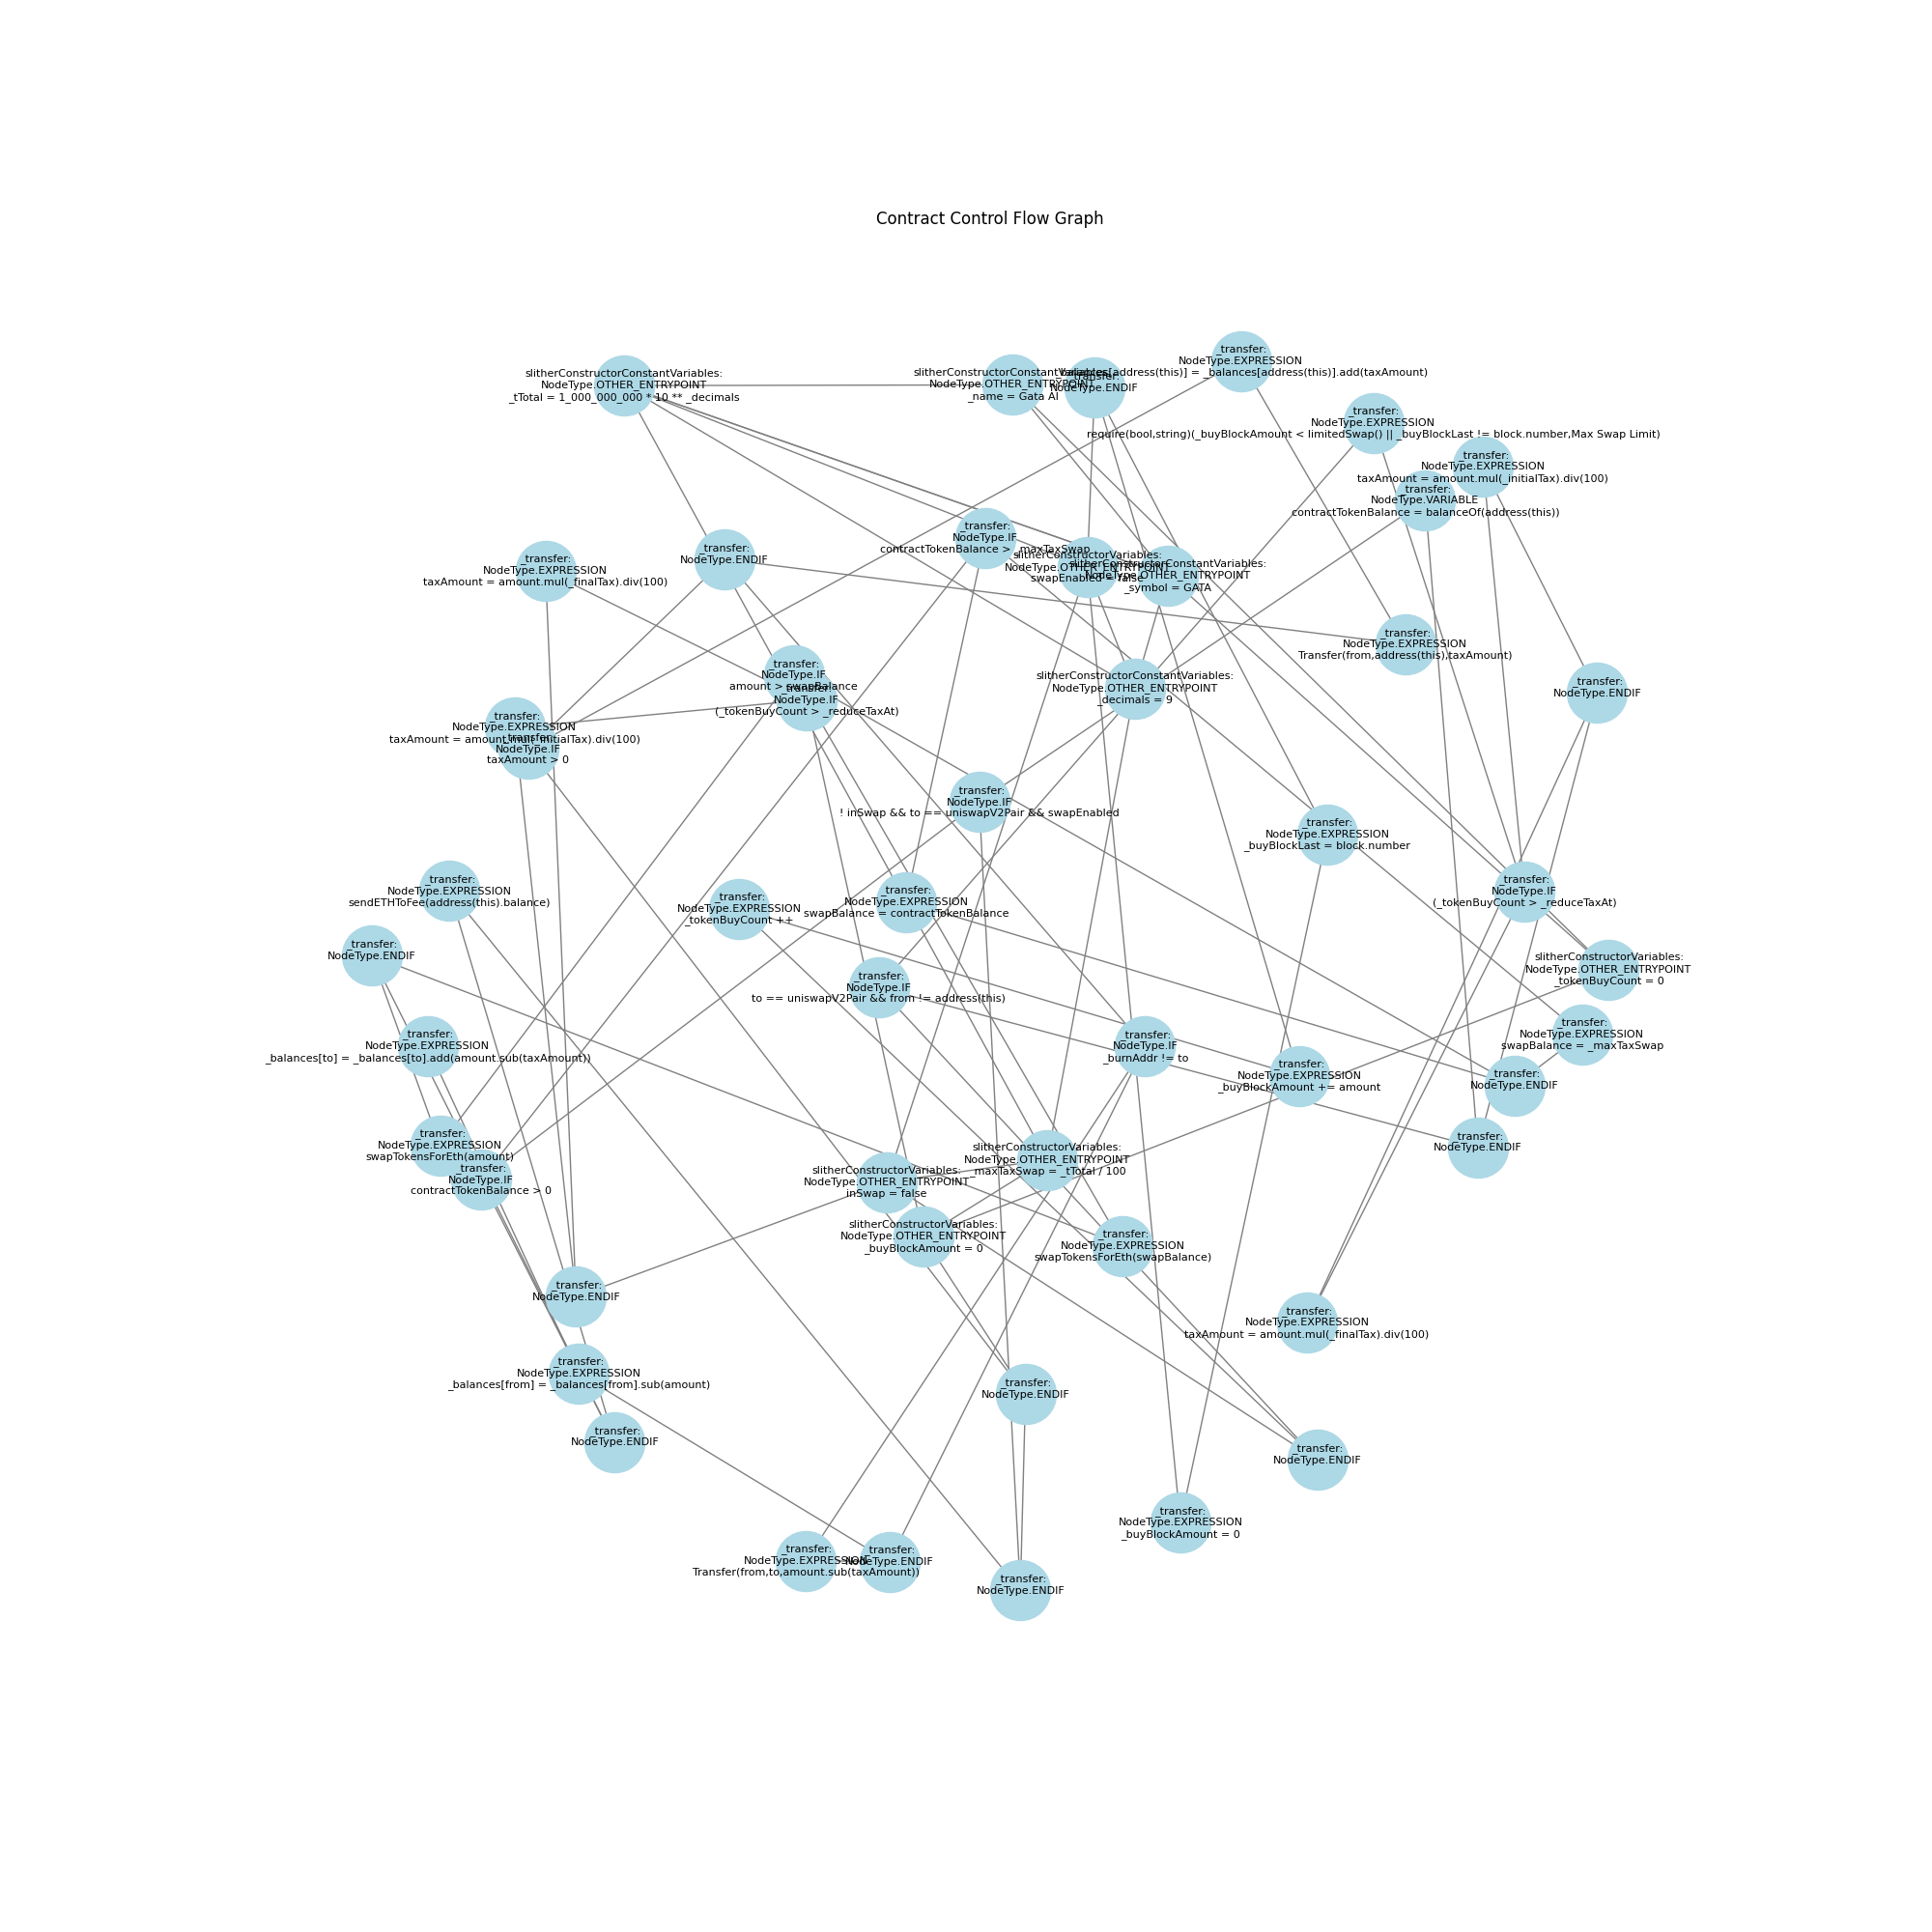 Contract Control Flow Graph
_transfer:
NodeType.EXPRESSION
_balances[address(this)] = _balances[address(this)].add(taxAmount)
slitherConstructorConstantVariables:
NodeType.OTHER_ENTRYPOINT
_tTotal = 1_000_000_000 * 10 ** _decimals
slitherConstructorConstantVariables:
NodeType.OTHER_ENTRYPOINT
_name = Gata AI
_transfer:
NodeType.ENDIF
_transfer:
NodeType.EXPRESSION
require(bool,string)(_buyBlockAmount < limitedSwap() || _buyBlockLast != block.number,Max Swap Limit)
_transfer:
NodeType.EXPRESSION
taxAmount = amount.mul(_initialTax).div(100)
_transfer:
NodeType.VARIABLE
contractTokenBalance = balanceOf(address(this))
_transfer:
NodeType.IF
contractTokenBalance > _maxTaxSwap
_transfer:
NodeType.ENDIF
_transfer:
NodeType.EXPRESSION
taxAmount = amount.mul(_finalTax).div(100)
slitherConstructorVariables:
NodeType.OTHER_ENTRYPOINT
swapEnabled = false
slitherConstructorConstantVariables:
NodeType.OTHER_ENTRYPOINT
_symbol = GATA
_transfer:
NodeType.EXPRESSION
Transfer(from,address(this),taxAmount)
_transfer:
NodeType.IF
amount > swapBalance
_transfer:
NodeType.IF
(_tokenBuyCount > _reduceTaxAt)
slitherConstructorConstantVariables:
NodeType.OTHER_ENTRYPOINT
_decimals = 9
_transfer:
NodeType.ENDIF
_transfer:
NodeType.EXPRESSION
taxAmount = amount.mul(_initialTax).div(100)
_transfer:
NodeType.IF
taxAmount > 0
_transfer:
NodeType.IF
! inSwap && to == uniswapV2Pair && swapEnabled
_transfer:
NodeType.EXPRESSION
_buyBlockLast = block.number
_transfer:
NodeType.EXPRESSION
sendETHToFee(address(this).balance)
_transfer:
NodeType.IF
(_tokenBuyCount > _reduceTaxAt)
_transfer:
NodeType.EXPRESSION
swapBalance = contractTokenBalance
_transfer:
NodeType.EXPRESSION
_tokenBuyCount ++
_transfer:
NodeType.ENDIF
slitherConstructorVariables:
NodeType.OTHER_ENTRYPOINT
_tokenBuyCount = 0
_transfer:
NodeType.IF
to == uniswapV2Pair && from != address(this)
_transfer:
NodeType.EXPRESSION
swapBalance = _maxTaxSwap
_transfer:
NodeType.EXPRESSION
_balances[to] = _balances[to].add(amount.sub(taxAmount))
_transfer:
NodeType.IF
_burnAddr != to
_transfer:
NodeType.EXPRESSION
_buyBlockAmount += amount
_transfer:
NodeType.ENDIF
_transfer:
NodeType.EXPRESSION
swapTokensForEth(amount)
_transfer:
NodeType.ENDIF
slitherConstructorVariables:
NodeType.OTHER_ENTRYPOINT
_maxTaxSwap = _tTotal / 100
_transfer:
NodeType.IF
contractTokenBalance > 0
slitherConstructorVariables:
NodeType.OTHER_ENTRYPOINT
inSwap = false
slitherConstructorVariables:
NodeType.OTHER_ENTRYPOINT
_buyBlockAmount = 0
_transfer:
NodeType.EXPRESSION
swapTokensForEth(swapBalance)
_transfer:
NodeType.ENDIF
_transfer:
NodeType.EXPRESSION
taxAmount = amount.mul(_finalTax).div(100)
_transfer:
NodeType.EXPRESSION
_balances[from] = _balances[from].sub(amount)
_transfer:
NodeType.ENDIF
_transfer:
NodeType.ENDIF
_transfer:
NodeType.ENDIF
_transfer:
NodeType.EXPRESSION
_buyBlockAmount = 0
_transfer:
NodeType.EXPRESSION
Transfer(from,to,amount.sub(taxAmount))
_transfer:
NodeType.ENDIF
_transfer:
NodeType.ENDIF